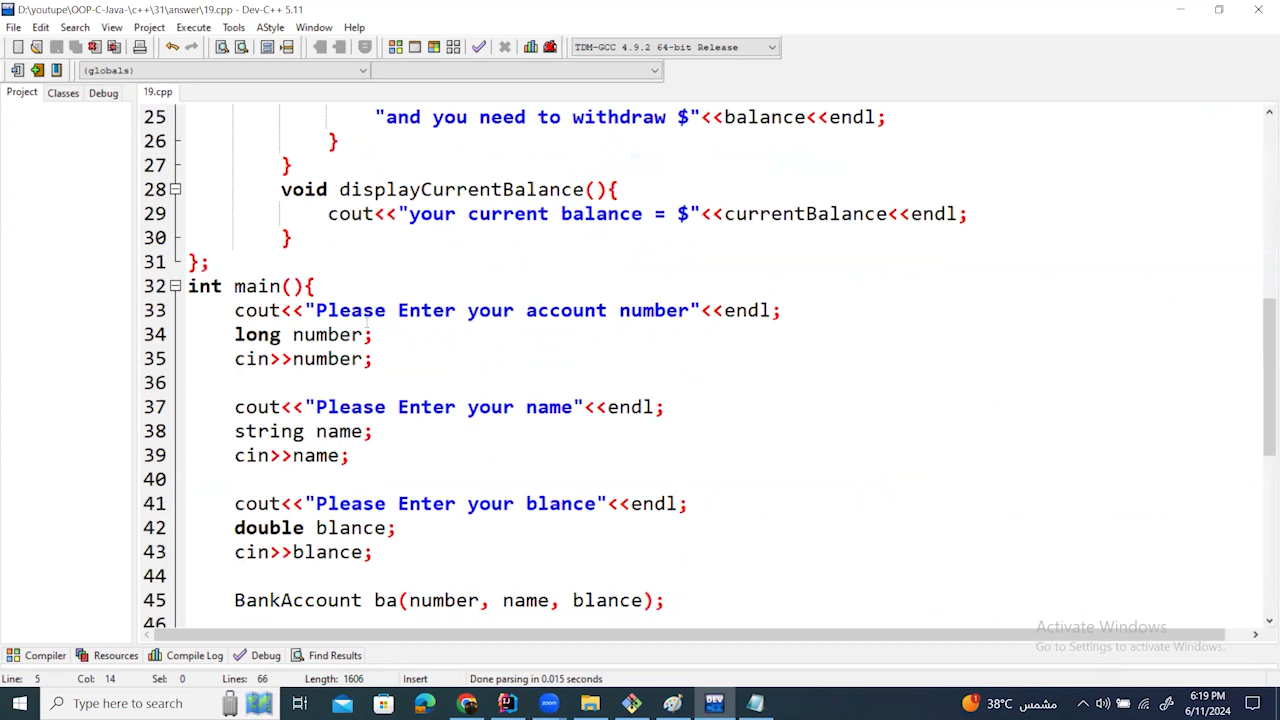 D:\youtupe\OOP-C-Java\c++\31\answer\19.cpp - Dev-C++ 5.11
File Edit Search View Project Execute Tools AStyle Window Help
TDM-GCC 4.9.2 64-bit Release
(globals)
Project Classes Debug 19.cpp
25 "and you need to withdraw $"<<balance<<endl;
26 }
27 }
28 void displayCurrentBalance(){
29 cout<<"your current balance = $"<<currentBalance<<endl;
30 }
31 };
32 int main(){
33 cout<<"Please Enter your account number"<<endl;
34 long number;
35 cin>>number;
36
37 cout<<"Please Enter your name"<<endl;
38 string name;
39 cin>>name;
40
41 cout<<"Please Enter your blance"<<endl;
42 double blance;
43 cin>>blance;
44
45 BankAccount ba(number, name, blance);
46
Activate Windows
Go to Settings to activate Windows.
Compiler Resources Compile Log Debug Find Results
Line: 5 Col: 14 Sel: 0 Lines: 66 Length: 1606 Insert Done parsing in 0.015 seconds
Type here to search
zoom
DEV
38°C مشمس
6:19 PM
6/11/2024